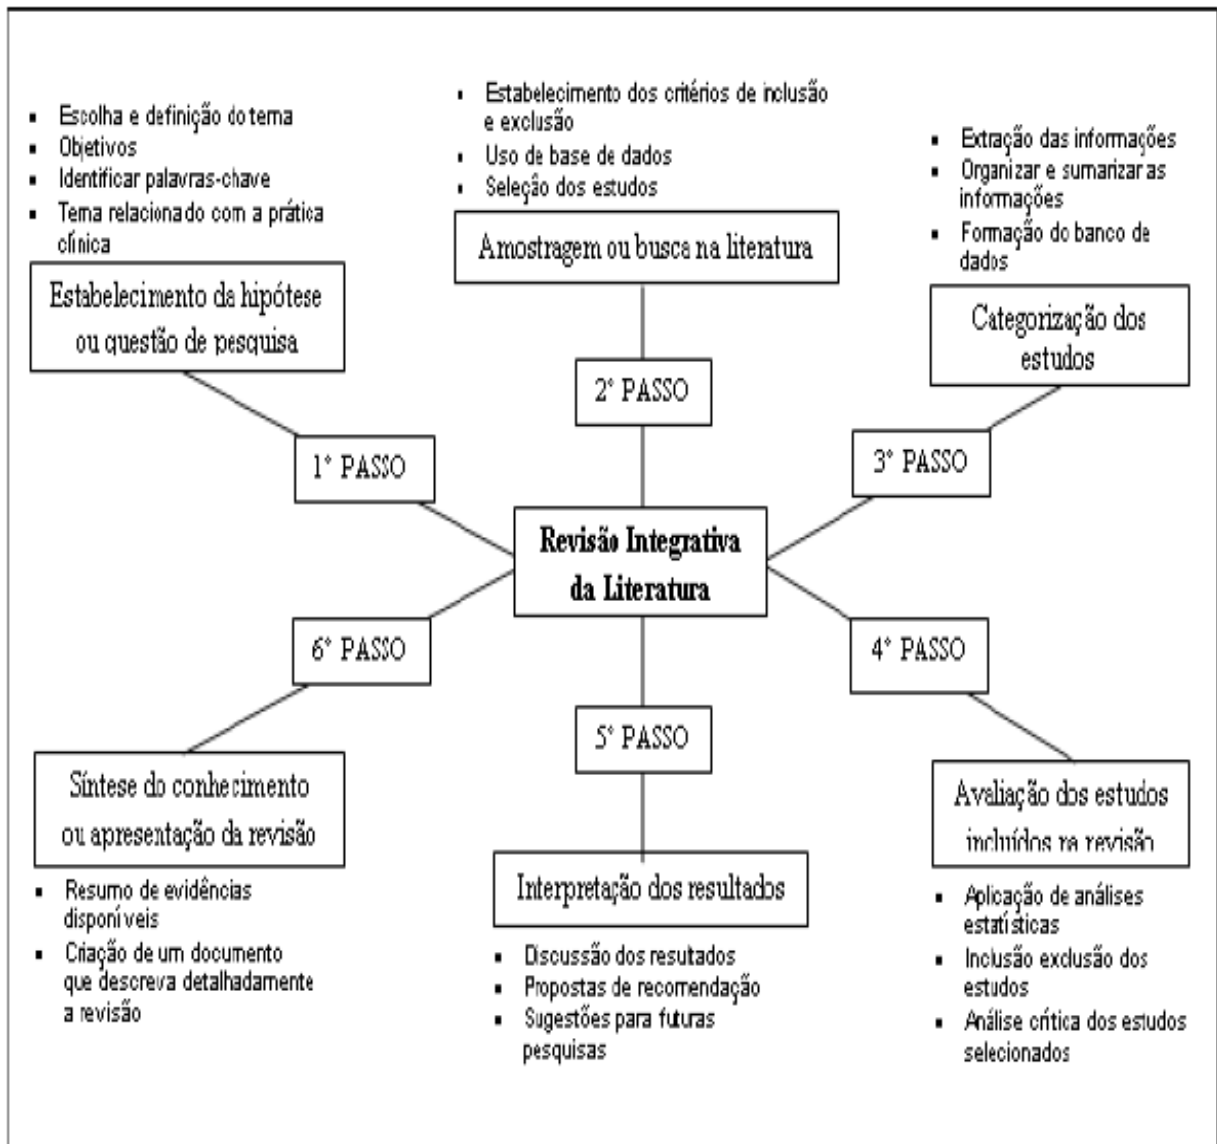 ▪ Escolha e definição do tema
▪ Objetivos
▪ Identificar palavras-chave
▪ Tema relacionado com a prática
clínica
Estabelecimento da hipótese
ou questão de pesquisa
1° PASSO
▪ Estabelecimento dos critérios de inclusão
e exclusão
▪ Uso de base de dados
▪ Seleção dos estudos
Amostragem ou busca na literatura
2° PASSO
▪ Extração das informações
▪ Organizar e sumarizar as
informações
▪ Formação do banco de
dados
Categorização dos
estudos
3° PASSO
Revisão Integrativa
da Literatura
4° PASSO
Avaliação dos estudos
incluídos na revisão
▪ Aplicação de análises
estatísticas
▪ Inclusão exclusão dos
estudos
▪ Análise crítica dos estudos
selecionados
5° PASSO
Interpretação dos resultados
▪ Discussão dos resultados
▪ Propostas de recomendação
▪ Sugestões para futuras
pesquisas
6° PASSO
Síntese do conhecimento
ou apresentação da revisão
▪ Resumo de evidências
disponíveis
▪ Criação de um documento
que descreva detalhadamente
a revisão